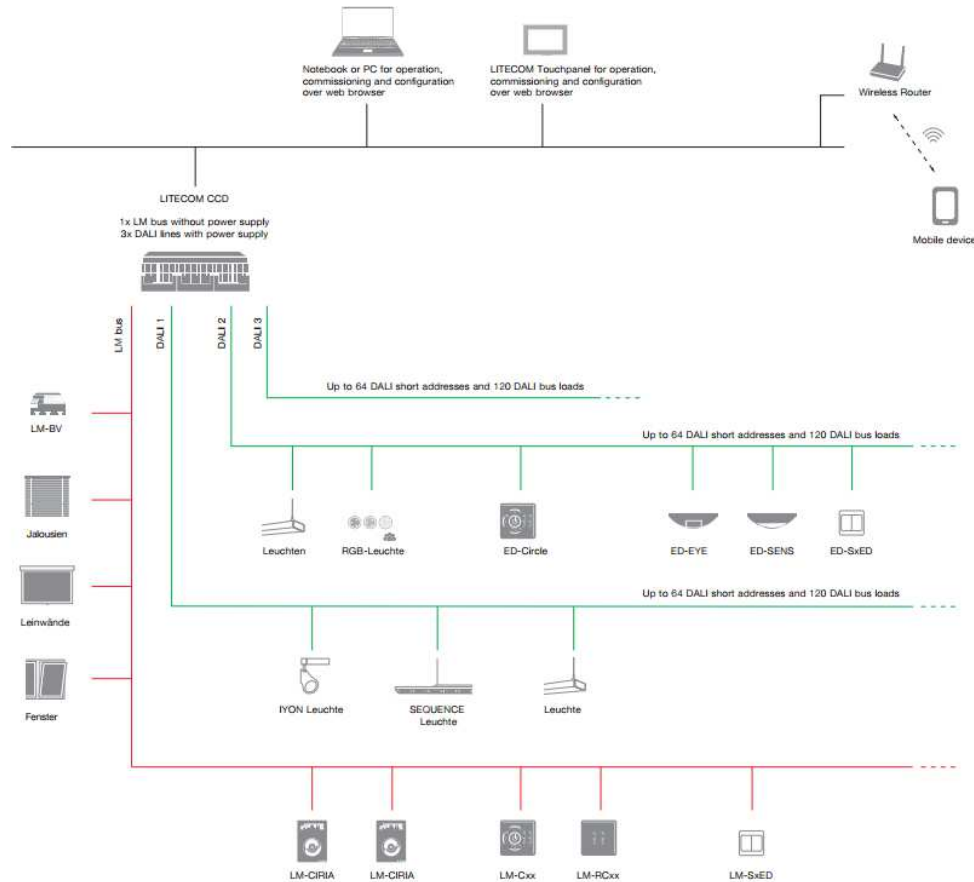 Notebook or PC for operation,
commissioning and configuration
over web browser
LITECOM Touchpanel for operation,
commissioning and configuration
over web browser
Wireless Router
Mobile device
LITECOM CCD
1x LM bus without power supply
3x DALI lines with power supply
LM bus
DALI 1
DALI 2
DALI 3
Up to 64 DALI short addresses and 120 DALI bus loads
LM-BV
Up to 64 DALI short addresses and 120 DALI bus loads
Jalousien
Leuchten
RGB-Leuchte
ED-Circle
ED-EYE
ED-SENS
ED-SxED
Up to 64 DALI short addresses and 120 DALI bus loads
Leinwände
Fenster
IYON Leuchte
SEQUENCE
Leuchte
Leuchte
LM-CIRIA
LM-CIRIA
LM-Cxx
LM-RCxx
LM-SxED